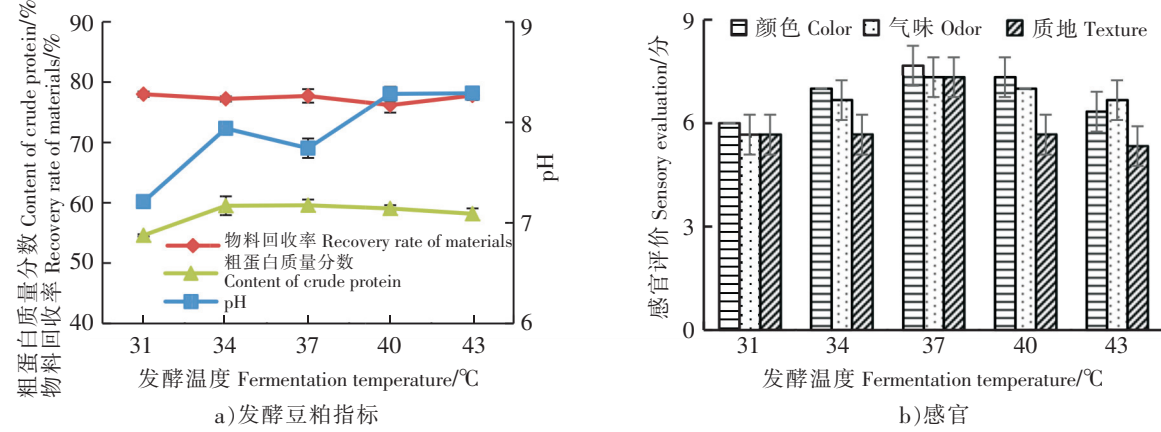 粗蛋白质量分数 Content of crude protein/%
物料回收率 Recovery rate of materials/%
90
80
70
60
50
40
9
8
7
6
pH
物料回收率 Recovery rate of materials
粗蛋白质量分数
Content of crude protein
pH
31 34 37 40 43
发酵温度 Fermentation temperature/℃
a)发酵豆粕指标
感官评价 Sensory evaluation/分
9
6
3
0
颜色 Color 气味 Odor 质地 Texture
31 34 37 40 43
发酵温度 Fermentation temperature/℃
b)感官